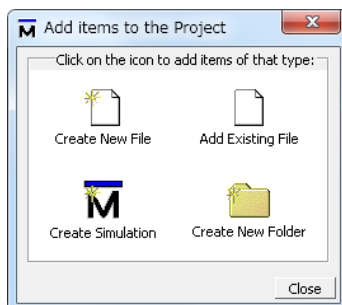 Add items to the Project
Click on the icon to add items of that type:
Create New File
Add Existing File
Create Simulation
Create New Folder
Close